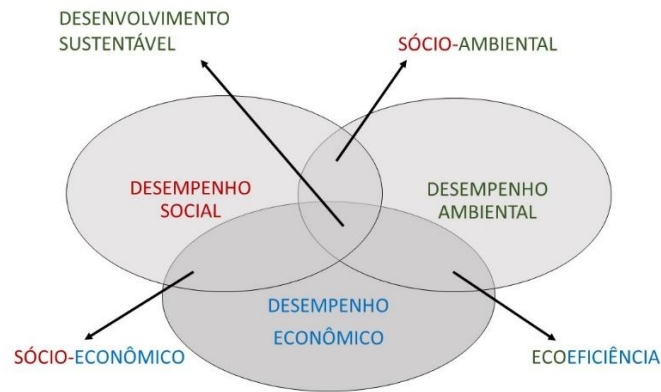 DESENVOLVIMENTO
SUSTENTÁVEL
SÓCIO-AMBIENTAL
DESEMPENHO
SOCIAL
DESEMPENHO
AMBIENTAL
DESEMPENHO
ECONÔMICO
SÓCIO-ECONÔMICO
ECOEFICIÊNCIA